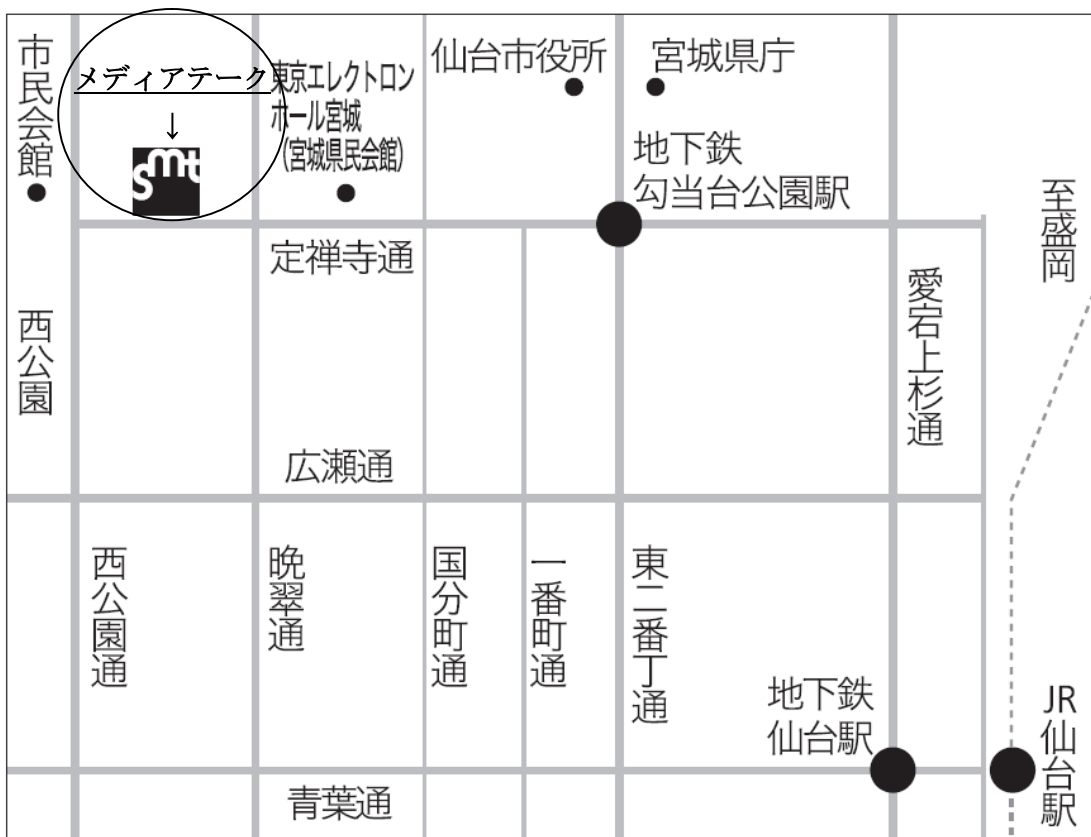 市民会館
メディアテーク
↓
smt
東京エレクトロン
ホール宮城
(宮城県民会館)
仙台市役所
宮城県庁
地下鉄
勾当台公園駅
至盛岡
定禅寺通
西公園
愛宕上杉通
広瀬通
西公園通
晩翠通
国分町通
一番町通
東二番丁通
地下鉄
仙台駅
JR仙台駅
青葉通